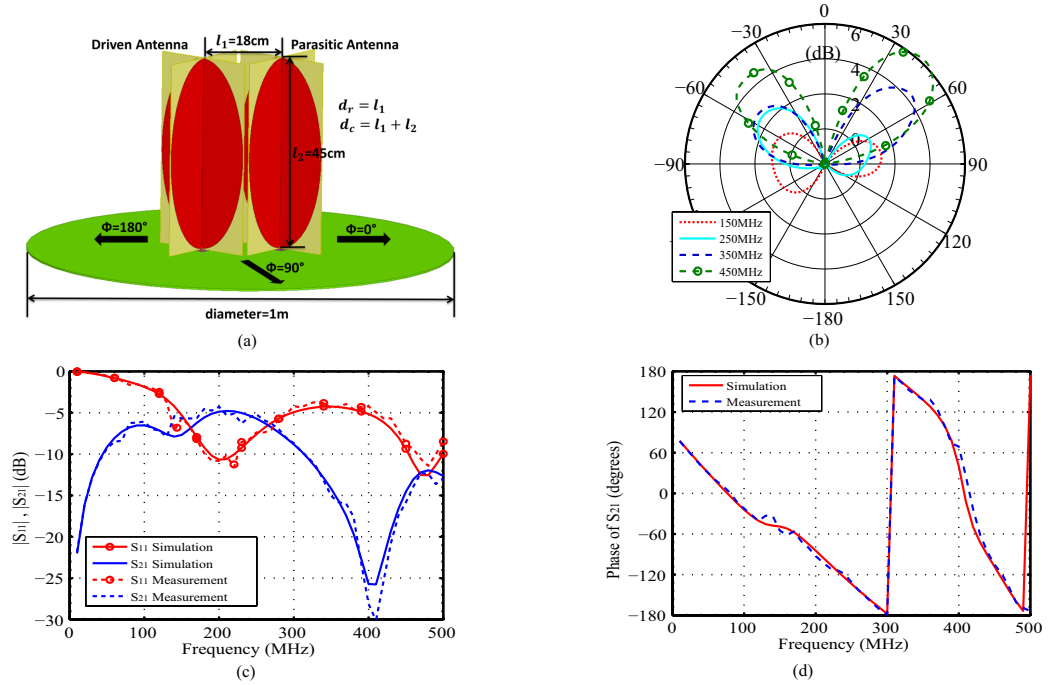 Driven Antenna
l₁=18cm
Parasitic Antenna
dᵣ = l₁
d_c = l₁ + l₂
l₂=45cm
Φ=180°
Φ=0°
Φ=90°
diameter=1m
(a)
0
−30
30
−60
60
−90
90
120
−150
150
−180
(dB)
6
4
2
0
150MHz
250MHz
350MHz
450MHz
(b)
|S₁₁| , |S₂₁| (dB)
0
−5
−10
−15
−20
−25
−30
S₁₁ Simulation
S₂₁ Simulation
S₁₁ Measurement
S₂₁ Measurement
0 100 200 300 400 500
Frequency (MHz)
(c)
Phase of S₂₁ (degrees)
180
120
60
0
-60
-120
-180
Simulation
Measurement
0 100 200 300 400 500
Frequency (MHz)
(d)